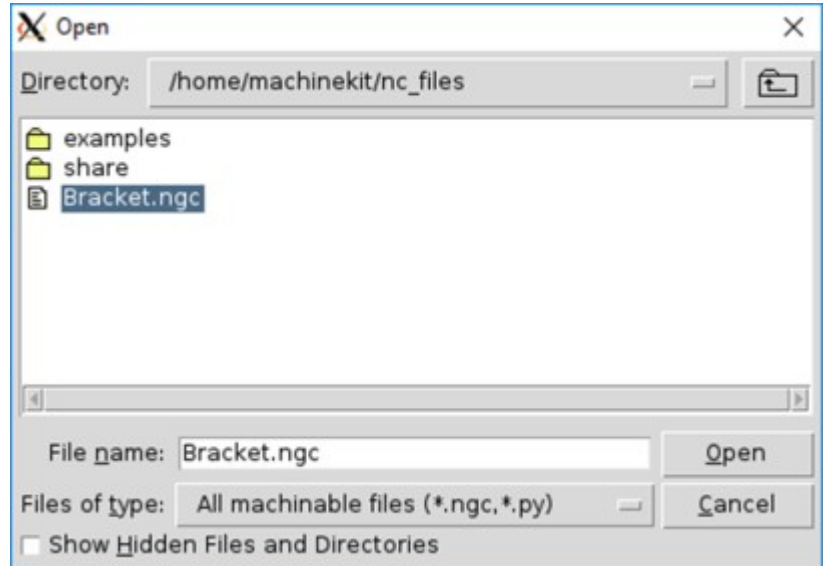 Open
Directory: /home/machinekit/nc_files
examples
share
Bracket.ngc
File name: Bracket.ngc Open
Files of type: All machinable files (*.ngc,*.py) Cancel
Show Hidden Files and Directories